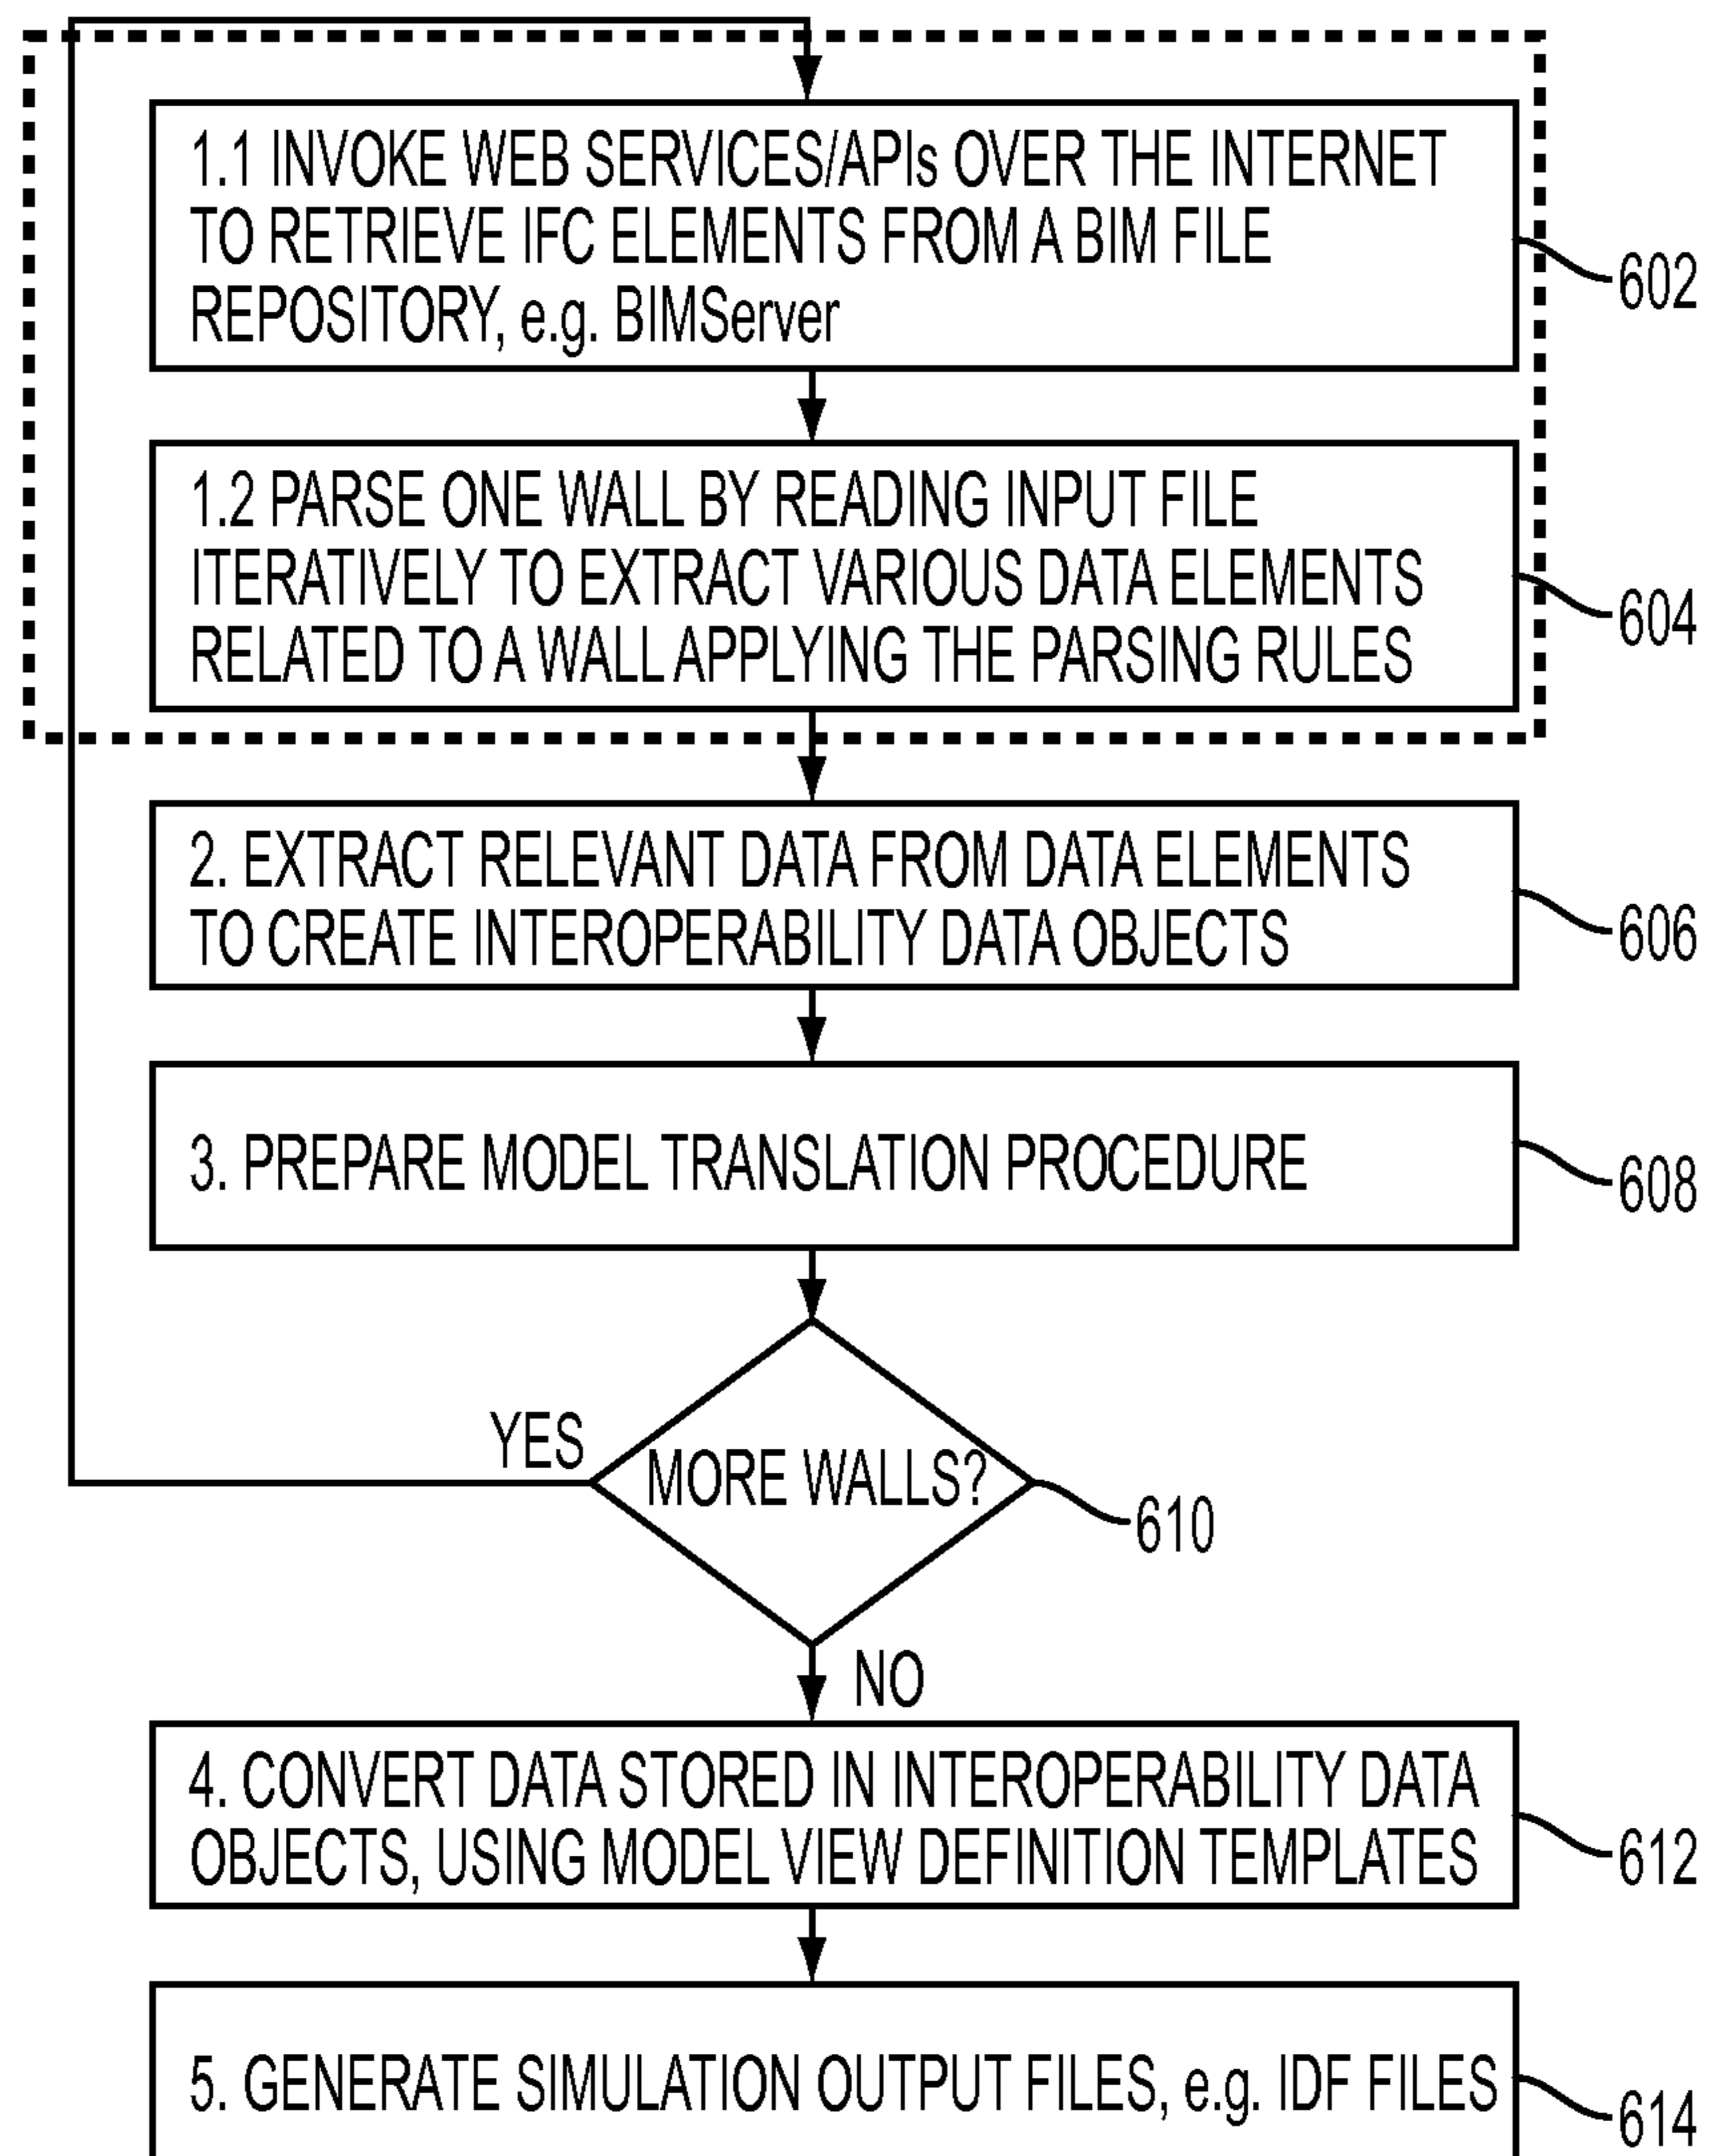 1.1 INVOKE WEB SERVICES/APIs OVER THE INTERNET
TO RETRIEVE IFC ELEMENTS FROM A BIM FILE
REPOSITORY, e.g. BIMServer
602
1.2 PARSE ONE WALL BY READING INPUT FILE
ITERATIVELY TO EXTRACT VARIOUS DATA ELEMENTS
RELATED TO A WALL APPLYING THE PARSING RULES
604
2. EXTRACT RELEVANT DATA FROM DATA ELEMENTS
TO CREATE INTEROPERABILITY DATA OBJECTS
606
3. PREPARE MODEL TRANSLATION PROCEDURE
608
YES
MORE WALLS?
610
NO
4. CONVERT DATA STORED IN INTEROPERABILITY DATA
OBJECTS, USING MODEL VIEW DEFINITION TEMPLATES
612
5. GENERATE SIMULATION OUTPUT FILES, e.g. IDF FILES
614